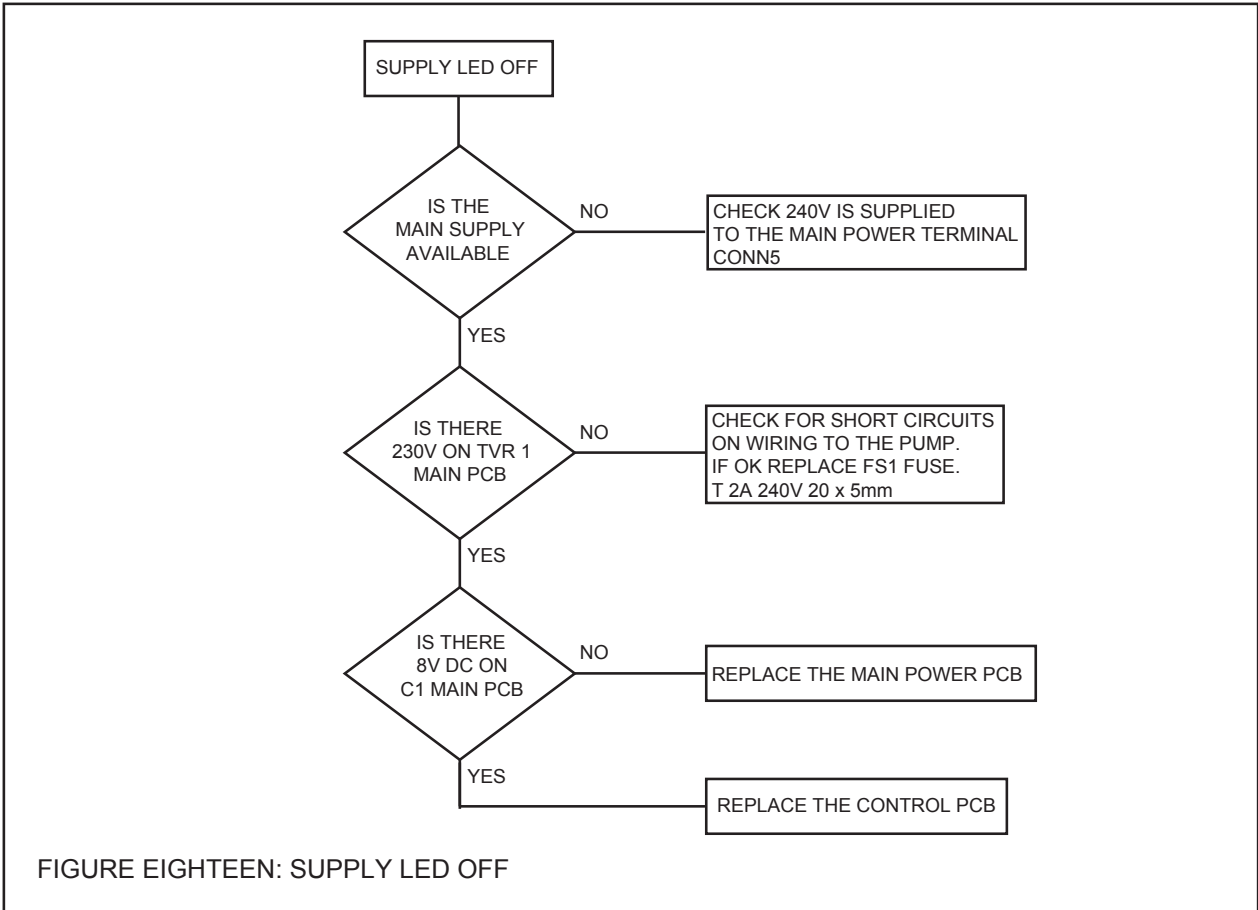 SUPPLY LED OFF
IS THE
MAIN SUPPLY
AVAILABLE
NO
CHECK 240V IS SUPPLIED
TO THE MAIN POWER TERMINAL
CONN5
YES
IS THERE
230V ON TVR 1
MAIN PCB
NO
CHECK FOR SHORT CIRCUITS
ON WIRING TO THE PUMP.
IF OK REPLACE FS1 FUSE.
T 2A 240V 20 x 5mm
YES
IS THERE
8V DC ON
C1 MAIN PCB
NO
REPLACE THE MAIN POWER PCB
YES
REPLACE THE CONTROL PCB
FIGURE EIGHTEEN: SUPPLY LED OFF